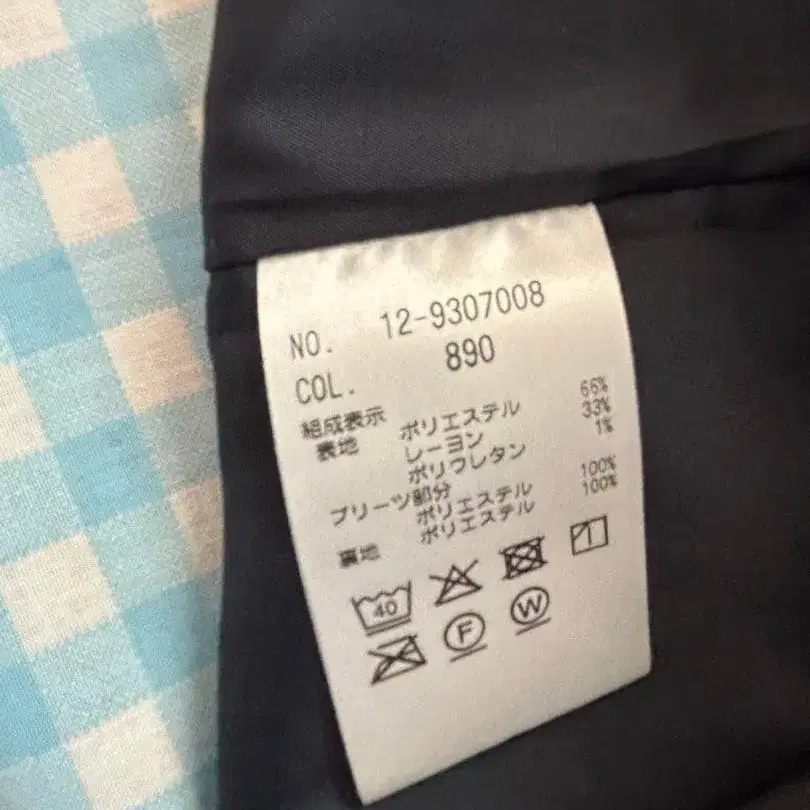 NO. 12-9307008
COL. 890
組成表示
表地 ポリエステル 66%
レーヨン 33%
ポリウレタン 1%
プリーツ部分
ポリエステル 100%
裏地 ポリエステル 100%
40
F W